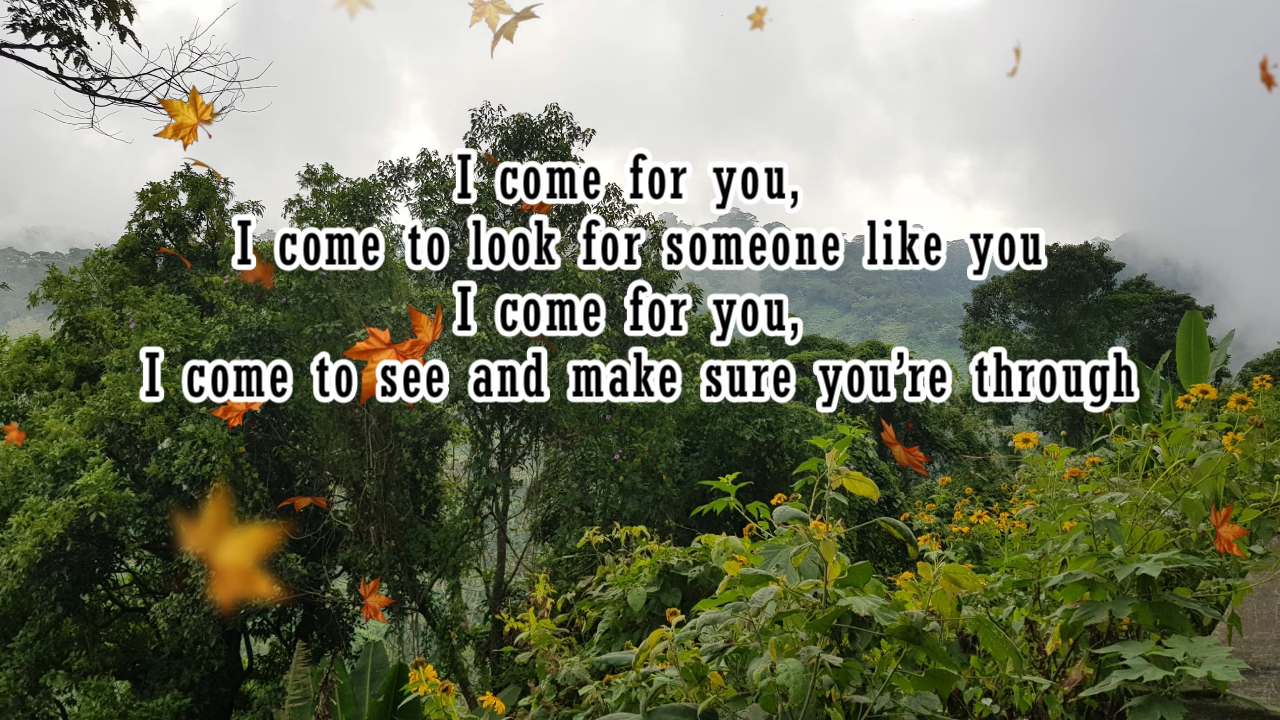 I come for you,
I come to look for someone like you
I come for you,
I come to see and make sure you’re through